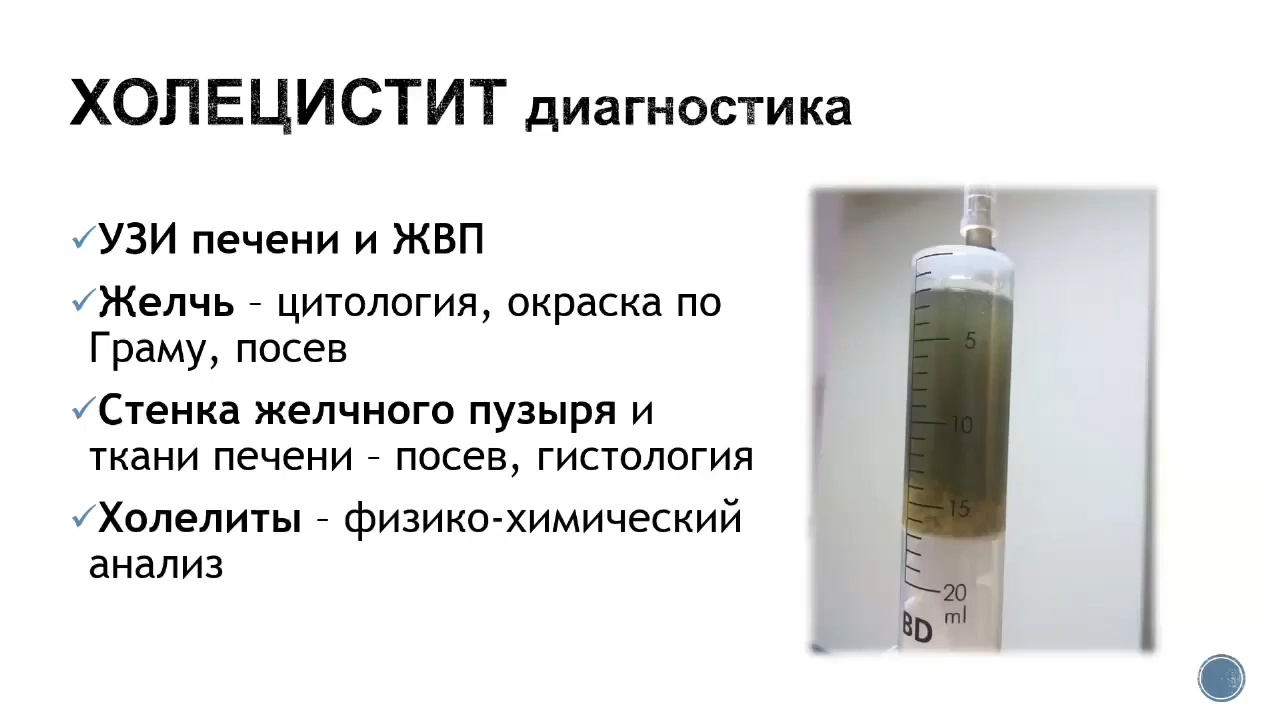 ХОЛЕЦИСТИТ диагностика
✓УЗИ печени и ЖВП
✓Желчь – цитология, окраска по
Граму, посев
✓Стенка желчного пузыря и
ткани печени – посев, гистология
✓Холелиты – физико-химический
анализ
5
10
15
20
ml
BD